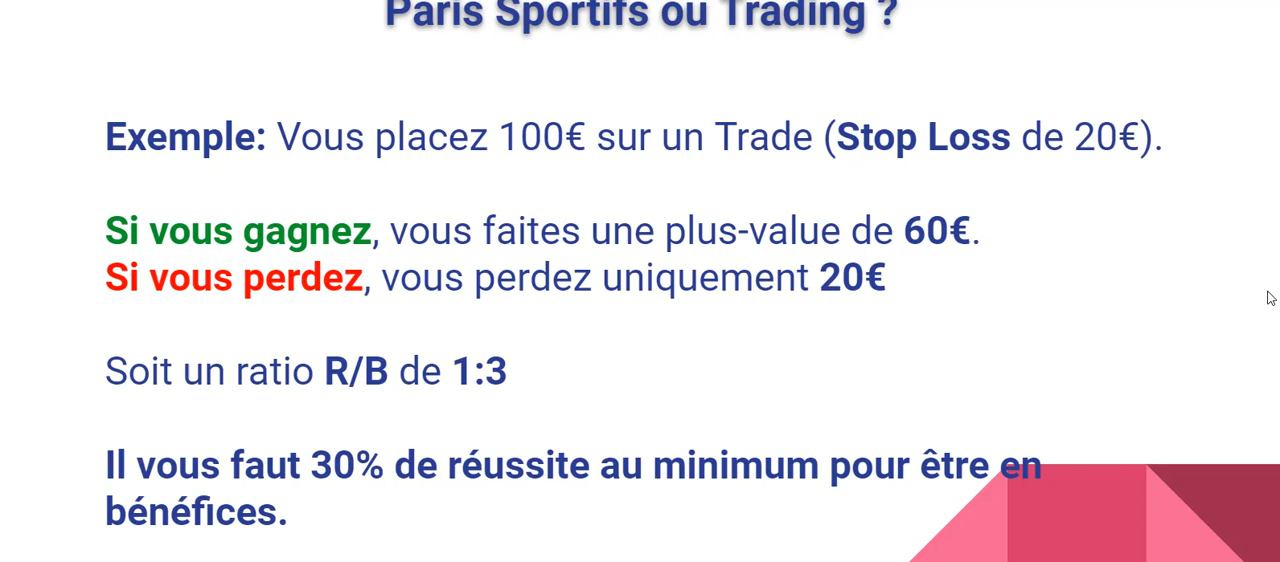 Paris Sportifs ou Trading ?
Exemple: Vous placez 100€ sur un Trade (Stop Loss de 20€).
Si vous gagnez, vous faites une plus-value de 60€.
Si vous perdez, vous perdez uniquement 20€
Soit un ratio R/B de 1:3
Il vous faut 30% de réussite au minimum pour être en
bénéfices.